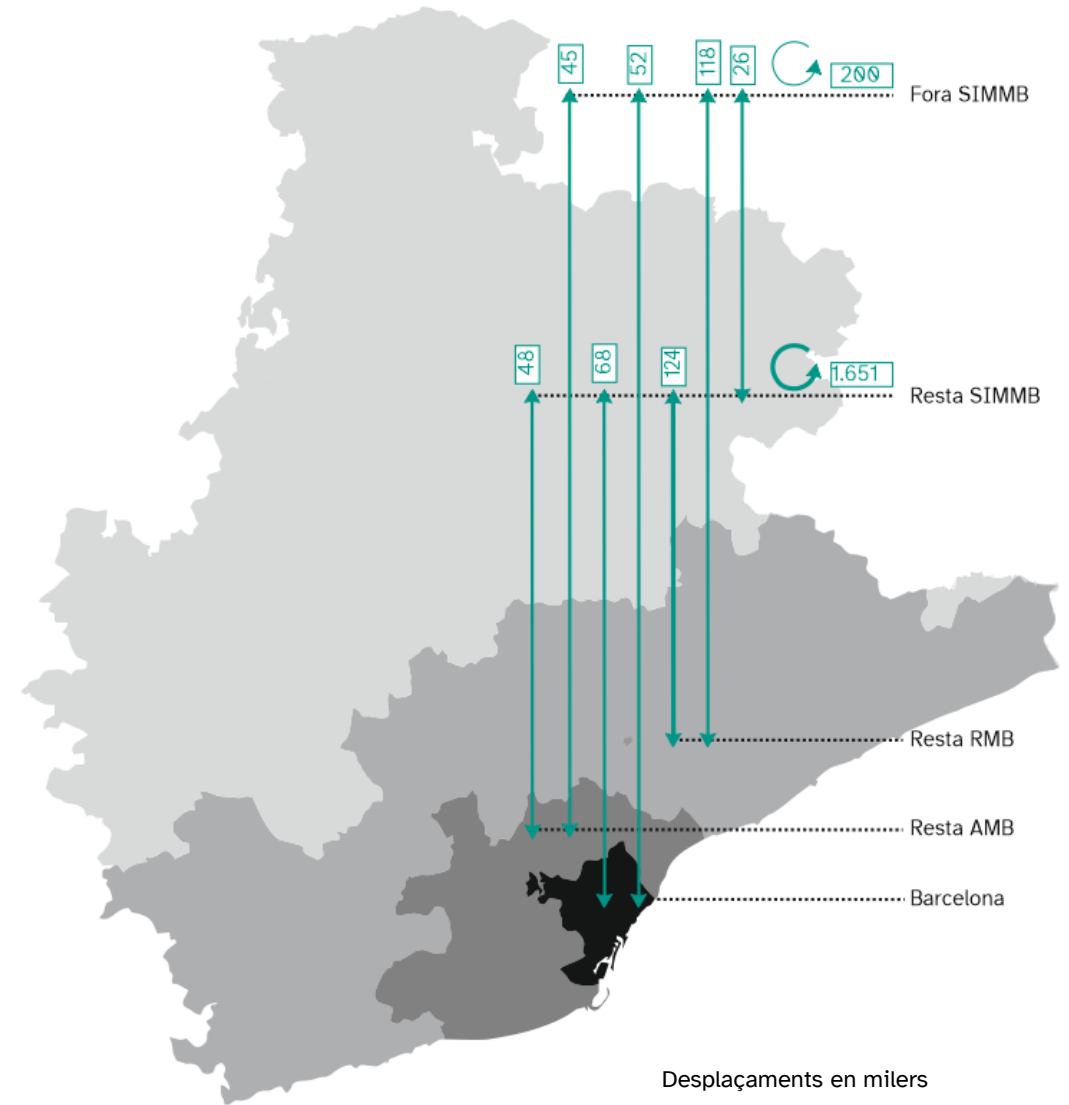 45
52
118
26
200
Fora SIMMB
48
68
124
1.651
Resta SIMMB
Resta RMB
Resta AMB
Barcelona
Desplaçaments en milers